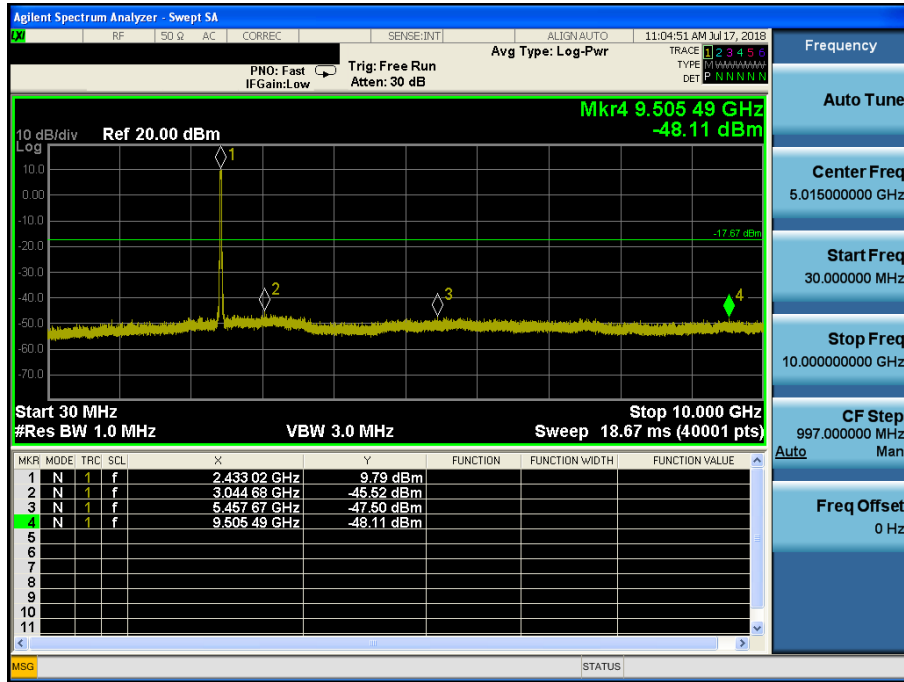 Agilent Spectrum Analyzer - Swept SA
LXI RF 50 Ω AC CORREC SENSE:INT ALIGNAUTO 11:04:51 AM Jul 17, 2018
Frequency
PNO: Fast
IFGain:Low
Trig: Free Run
Atten: 30 dB
Avg Type: Log-Pwr
TRACE 1 2 3 4 5 6
TYPE M
DET P N N N N N
Auto Tune
Mkr4 9.505 49 GHz
-48.11 dBm
10 dB/div Ref 20.00 dBm
Log
10.0
0.00
-10.0
-20.0
-30.0
-40.0
-50.0
-60.0
-70.0
1
2
3
4
-17.67 dBm
Center Freq
5.015000000 GHz
Start Freq
30.000000 MHz
Stop Freq
10.000000000 GHz
Start 30 MHz Stop 10.000 GHz
#Res BW 1.0 MHz VBW 3.0 MHz Sweep 18.67 ms (40001 pts)
CF Step
997.000000 MHz
Auto Man
MKR MODE TRC SCL X Y FUNCTION FUNCTION WIDTH FUNCTION VALUE
1 N 1 f 2.433 02 GHz 9.79 dBm
2 N 1 f 3.044 68 GHz -45.52 dBm
3 N 1 f 5.457 67 GHz -47.50 dBm
4 N 1 f 9.505 49 GHz -48.11 dBm
5
6
7
8
9
10
11
Freq Offset
0 Hz
MSG STATUS